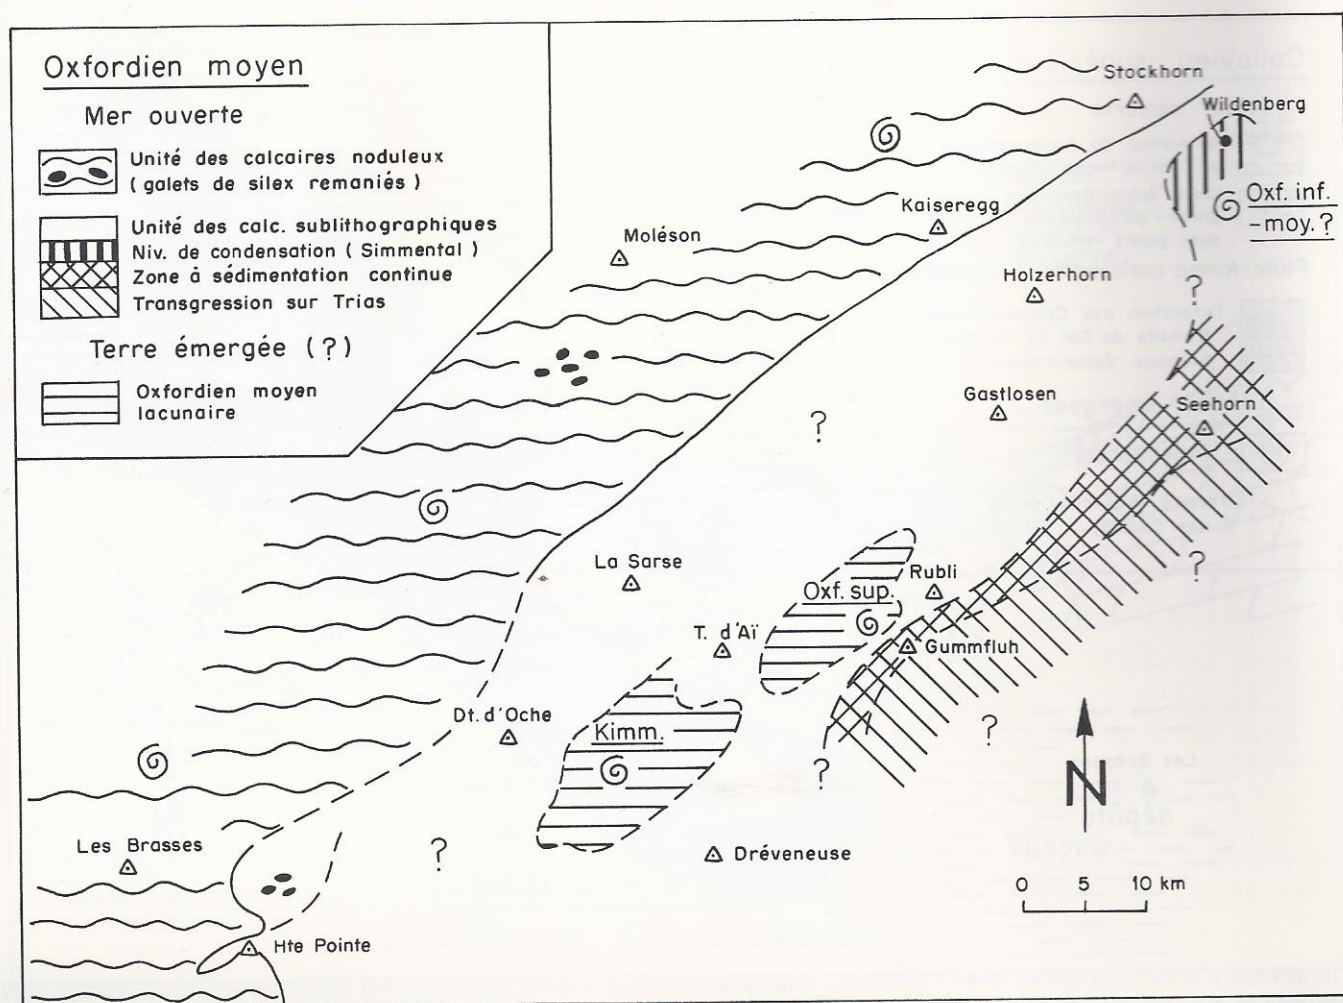 Oxfordien moyen
Mer ouverte
Unité des calcaires noduleux
( galets de silex remaniés )
Unité des calc. sublithographiques
Niv. de condensation ( Simmental )
Zone à sédimentation continue
Transgression sur Trias
Terre émergée (?)
Oxfordien moyen
lacunaire
Stockhorn
Wildenberg
Oxf. inf.
-moy. ?
Kaiseregg
Moléson
Holzerhorn
?
Gastlosen
Seehorn
?
La Sarse
Rubli
?
Oxf. sup.
T. d'Aï
Gummfluh
Dt. d'Oche
Kimm.
?
?
N
Les Brasses
?
Dréveneuse
0 5 10 km
Hte Pointe